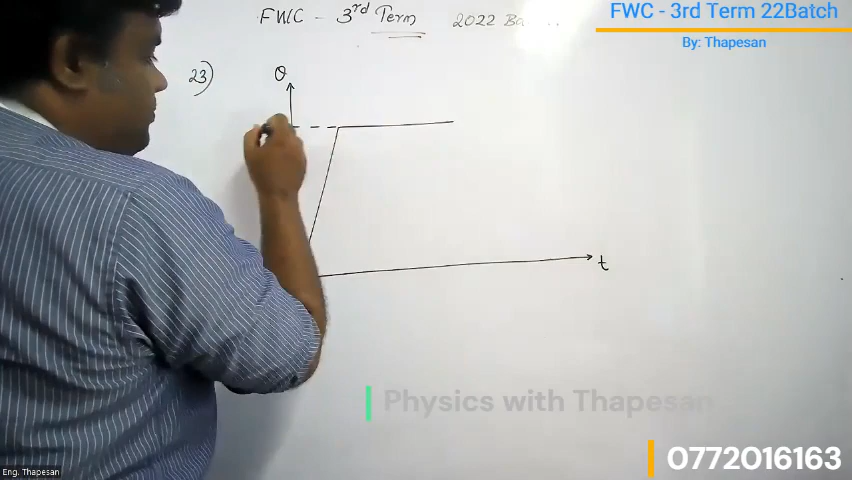 FWC - 3rd Term 2022
FWC - 3rd Term 22Batch
By: Thapesan
23)
θ
t
Physics with Thapesan
0772016163
Eng. Thapesan